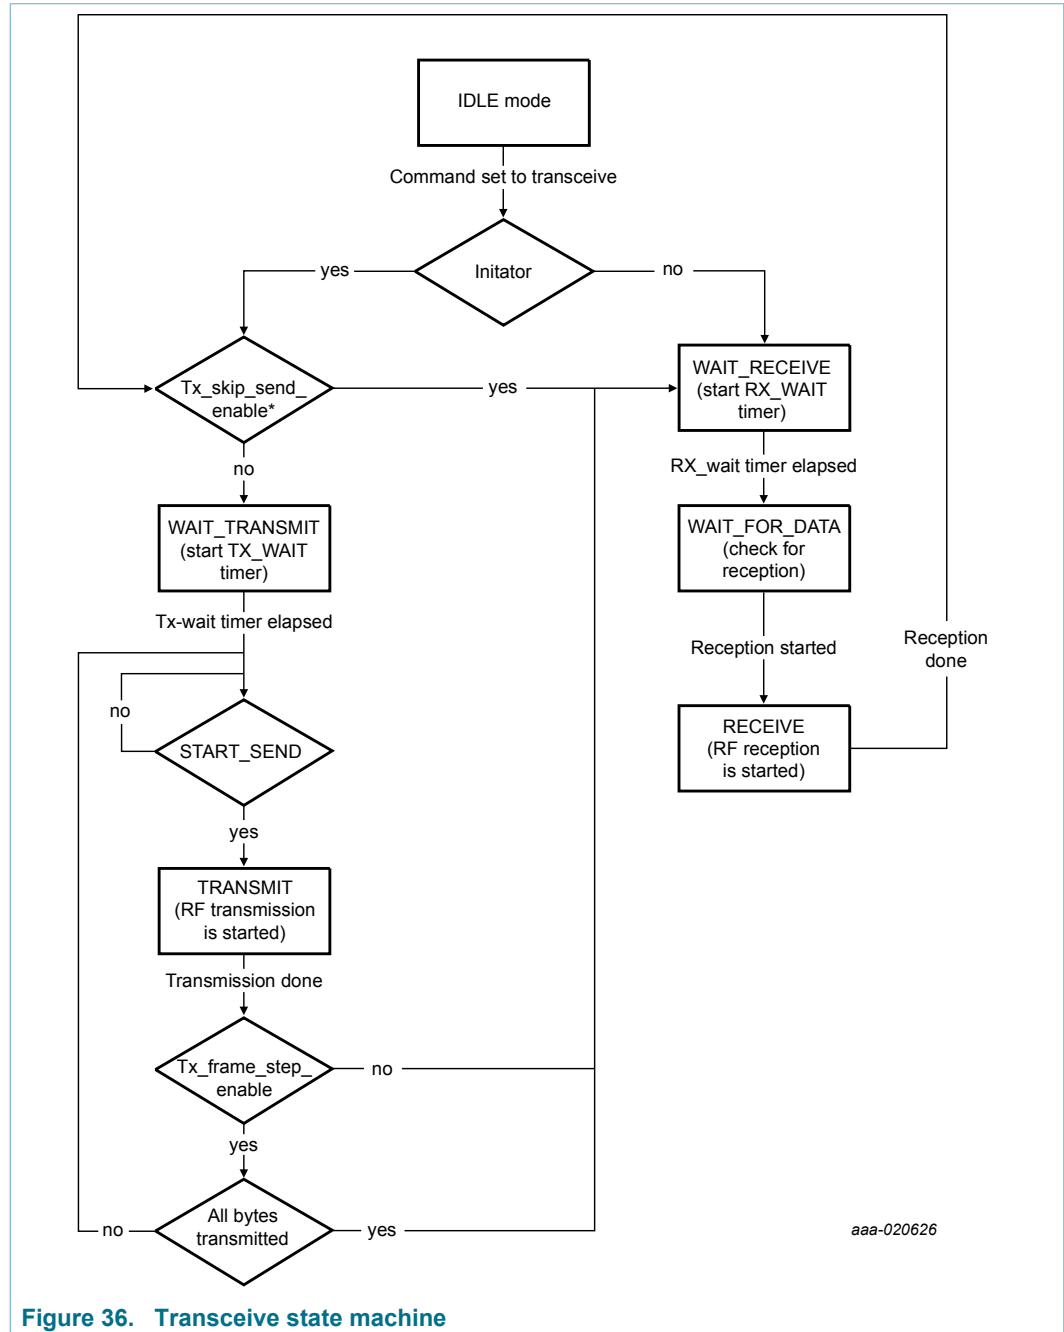 IDLE mode
Command set to transceive
Initator
yes
no
Tx_skip_send_
enable*
yes
WAIT_RECEIVE
(start RX_WAIT
timer)
no
RX_wait timer elapsed
WAIT_TRANSMIT
(start TX_WAIT
timer)
WAIT_FOR_DATA
(check for
reception)
Tx-wait timer elapsed
Reception started
Reception
done
no
START_SEND
RECEIVE
(RF reception
is started)
yes
TRANSMIT
(RF transmission
is started)
Transmission done
Tx_frame_step_
enable
no
yes
All bytes
transmitted
no
yes
aaa-020626
Figure 36. Transceive state machine